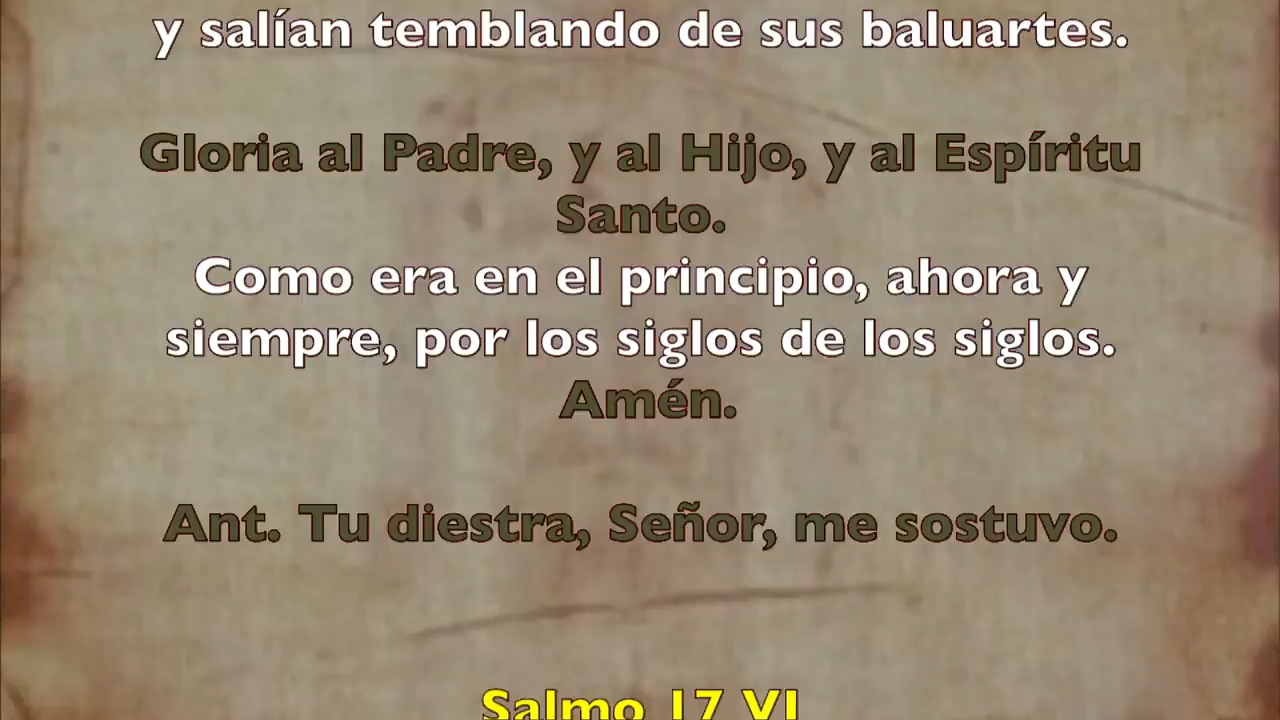 y salían temblando de sus baluartes.
Gloria al Padre, y al Hijo, y al Espíritu
Santo.
Como era en el principio, ahora y
siempre, por los siglos de los siglos.
Amén.
Ant. Tu diestra, Señor, me sostuvo.
Salmo 17 VI